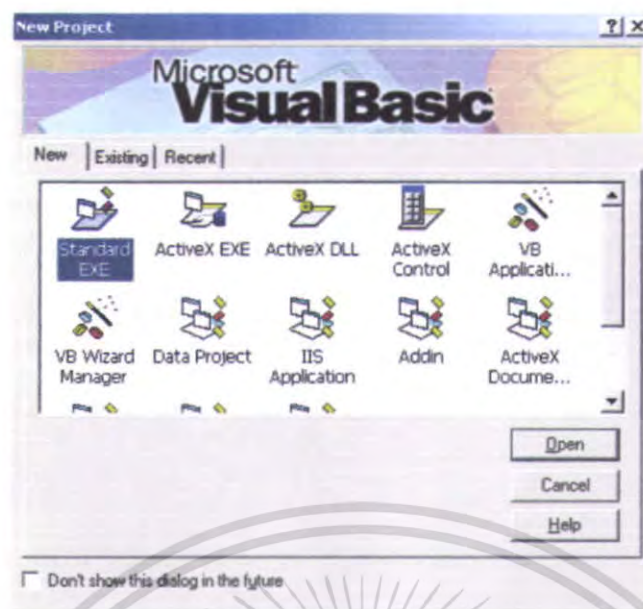 New Project
Microsoft
Visual Basic
New Existing Recent
Standard EXE
ActiveX EXE
ActiveX DLL
ActiveX Control
VB Applicati...
VB Wizard Manager
Data Project
IIS Application
Addin
ActiveX Docume...
Open
Cancel
Help
Don't show this dialog in the future